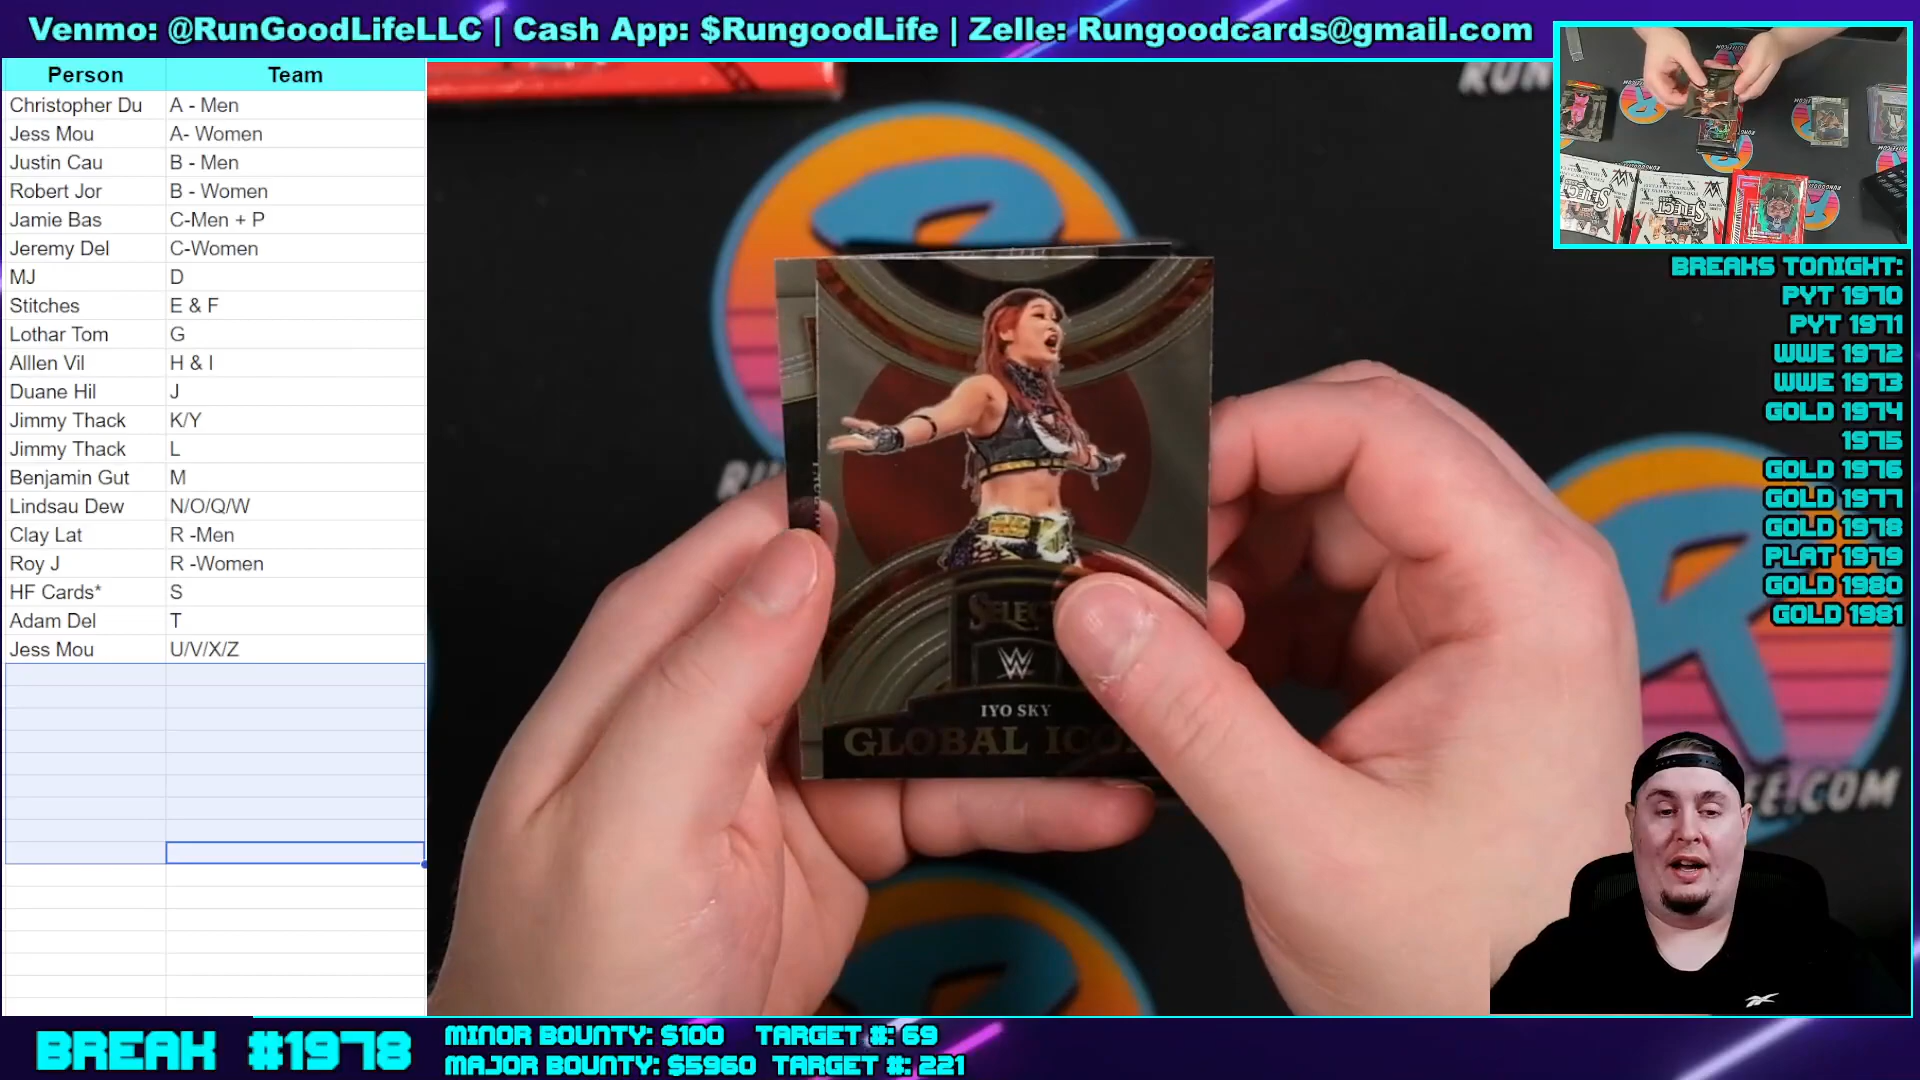 Venmo: @RunGoodLifeLLC | Cash App: $RungoodLife | Zelle: Rungoodcards@gmail.com
Person Team
Christopher Du A - Men
Jess Mou A- Women
Justin Cau B - Men
Robert Jor B - Women
Jamie Bas C-Men + P
Jeremy Del C-Women
MJ D
Stitches E & F
Lothar Tom G
Alllen Vil H & I
Duane Hil J
Jimmy Thack K/Y
Jimmy Thack L
Benjamin Gut M
Lindsau Dew N/O/Q/W
Clay Lat R -Men
Roy J R -Women
HF Cards* S
Adam Del T
Jess Mou U/V/X/Z
SELECT
IYO SKY
GLOBAL
BREAKS TONIGHT:
PYT 1970
PYT 1971
WWE 1972
WWE 1973
GOLD 1974
1975
GOLD 1976
GOLD 1977
GOLD 1978
PLAT 1979
GOLD 1980
GOLD 1981
BREAK #1978
MINOR BOUNTY: $100 TARGET #: 69
MAJOR BOUNTY: $5960 TARGET #: 221